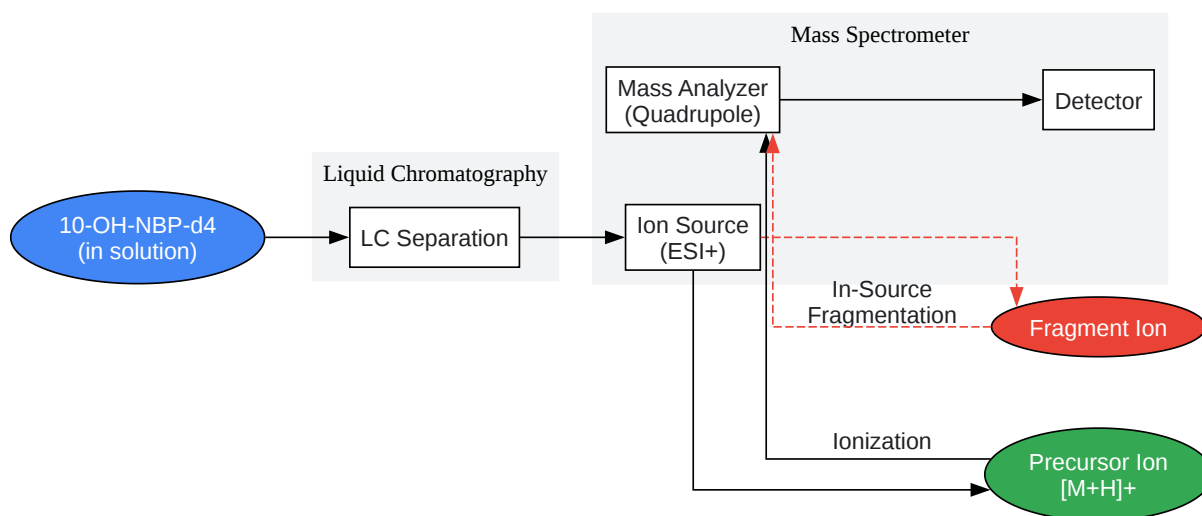 Mass Spectrometer
Mass Analyzer
(Quadrupole)
Detector
Liquid Chromatography
10-OH-NBP-d4
(in solution)
LC Separation
Ion Source
(ESI+)
In-Source
Fragmentation
Fragment Ion
Ionization
Precursor Ion
[M+H]+